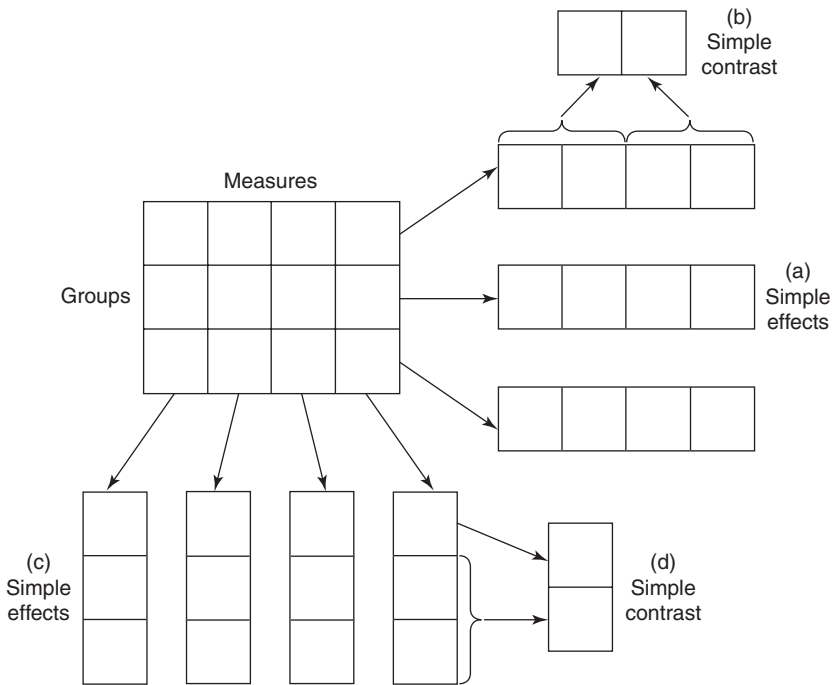 (b)
Simple
contrast
Measures
Groups
(a)
Simple
effects
(c)
Simple
effects
(d)
Simple
contrast